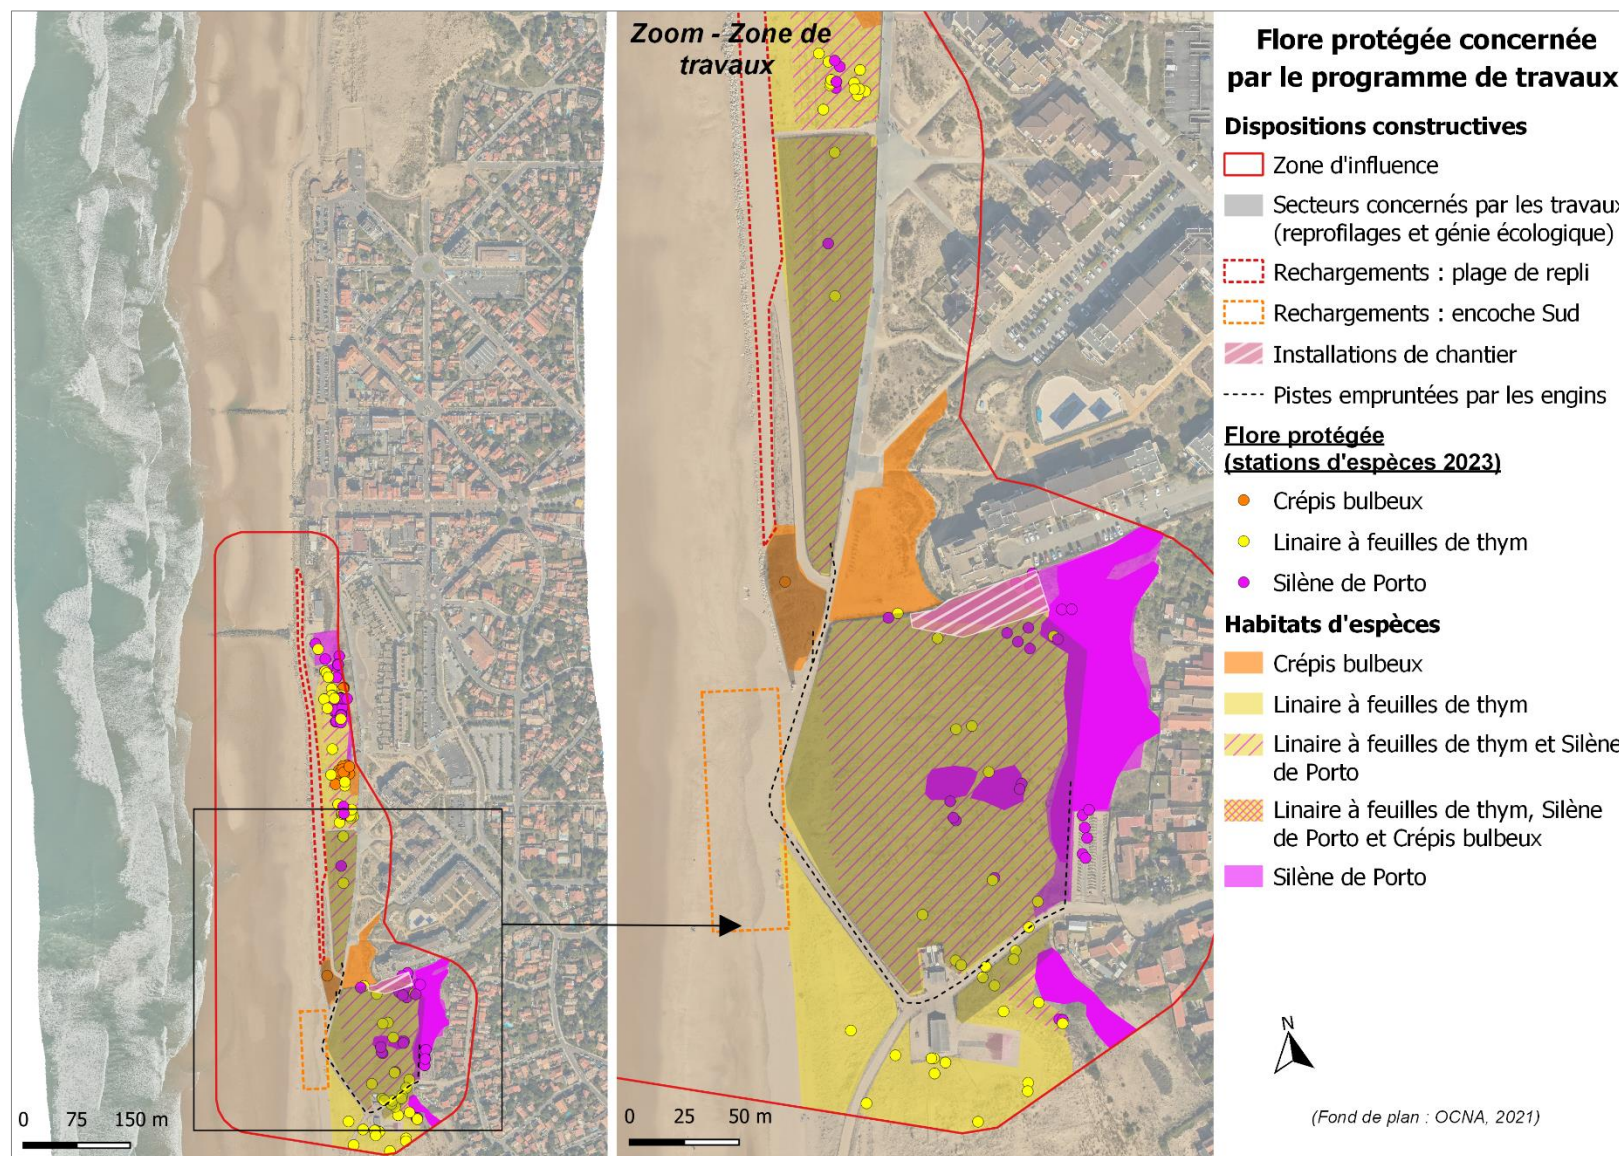 Zoom - Zone de
travaux
Flore protégée concernée
par le programme de travaux
Dispositions constructives
Zone d'influence
Secteurs concernés par les travaux
(reprofilages et génie écologique)
Rechargements : plage de repli
Rechargements : encoche Sud
Installations de chantier
Pistes empruntées par les engins
Flore protégée
(stations d'espèces 2023)
Crépis bulbeux
Linaire à feuilles de thym
Silène de Porto
Habitats d'espèces
Crépis bulbeux
Linaire à feuilles de thym
Linaire à feuilles de thym et Silène
de Porto
Linaire à feuilles de thym, Silène
de Porto et Crépis bulbeux
Silène de Porto
N
(Fond de plan : OCNA, 2021)
0 75 150 m
0 25 50 m